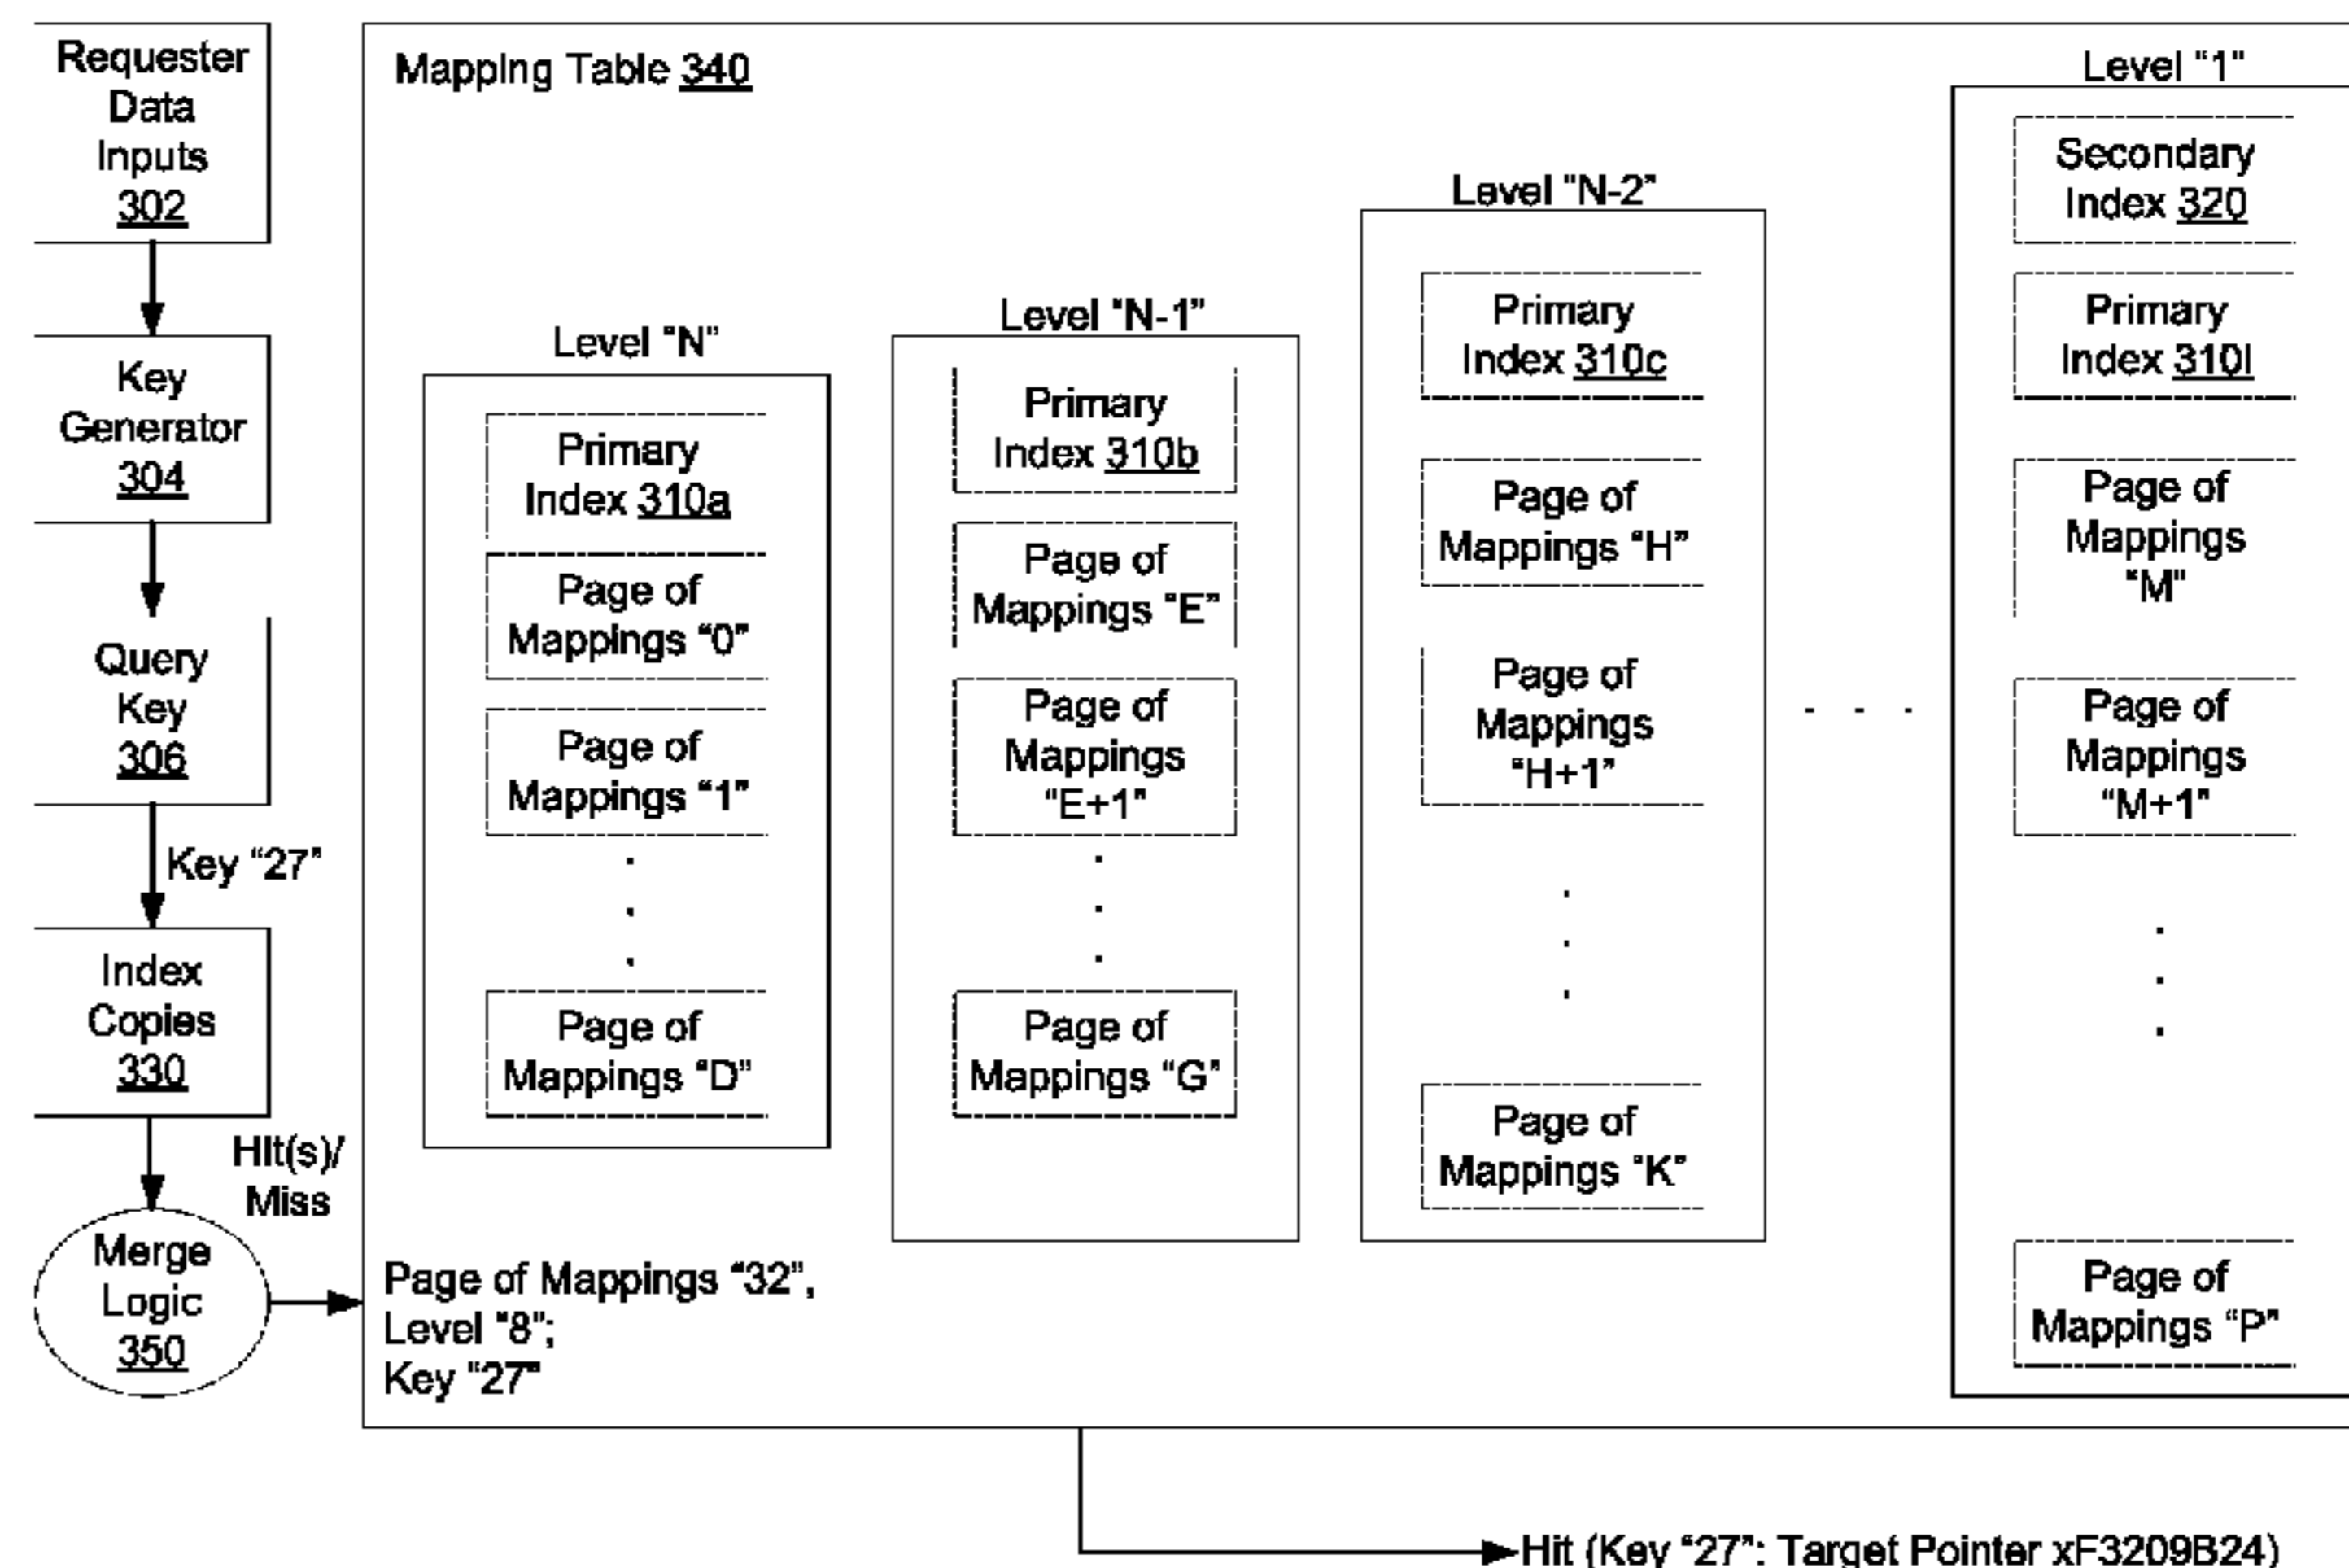 Requester
Data
Inputs
302
Key
Generator
304
Query
Key
306
Key "27"
Index
Copies
330
Hit(s)/
Miss
Merge
Logic
350
Mapping Table 340
Level "N"
Primary
Index 310a
Page of
Mappings "0"
Page of
Mappings "1"
.
.
.
Page of
Mappings "D"
Level "N-1"
Primary
Index 310b
Page of
Mappings "E"
Page of
Mappings
"E+1"
.
.
.
Page of
Mappings "G"
Level "N-2"
Primary
Index 310c
Page of
Mappings "H"
Page of
Mappings
"H+1"
.
.
.
Page of
Mappings "K"
. . .
Level "1"
Secondary
Index 320
Primary
Index 310l
Page of
Mappings
"M"
Page of
Mappings
"M+1"
.
.
.
Page of
Mappings "P"
Page of Mappings "32",
Level "8";
Key "27"
Hit (Key "27": Target Pointer xF3209B24)